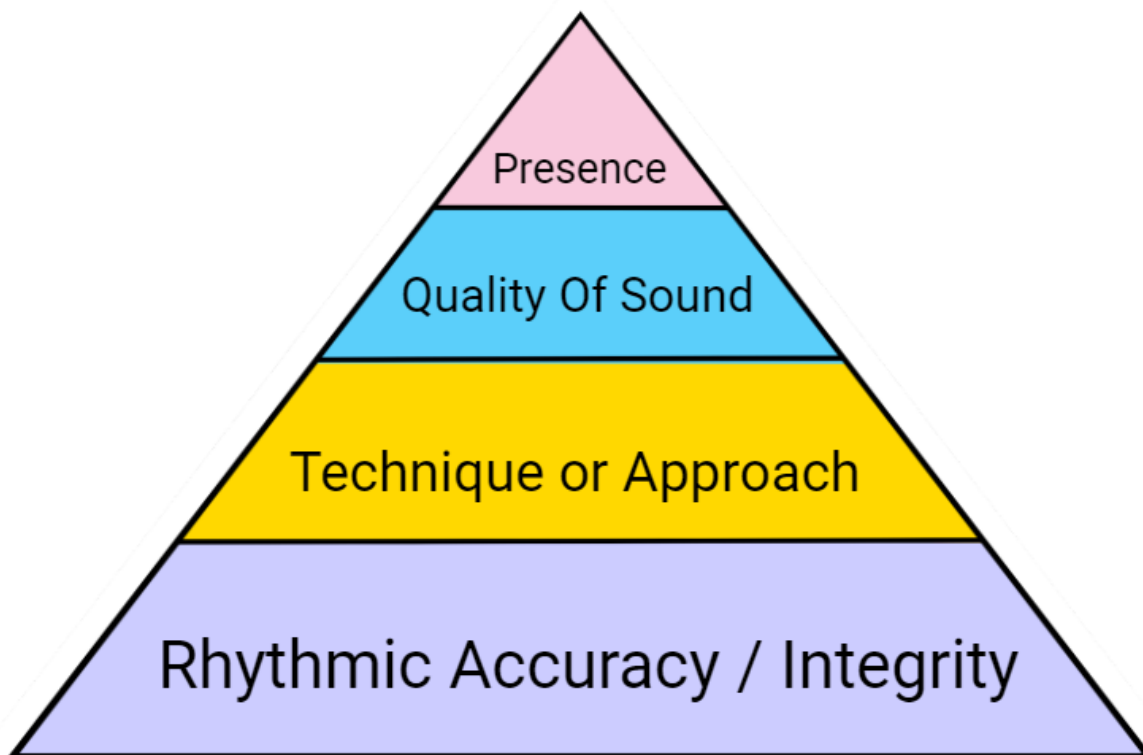 Presence
Quality Of Sound
Technique or Approach
Rhythmic Accuracy / Integrity